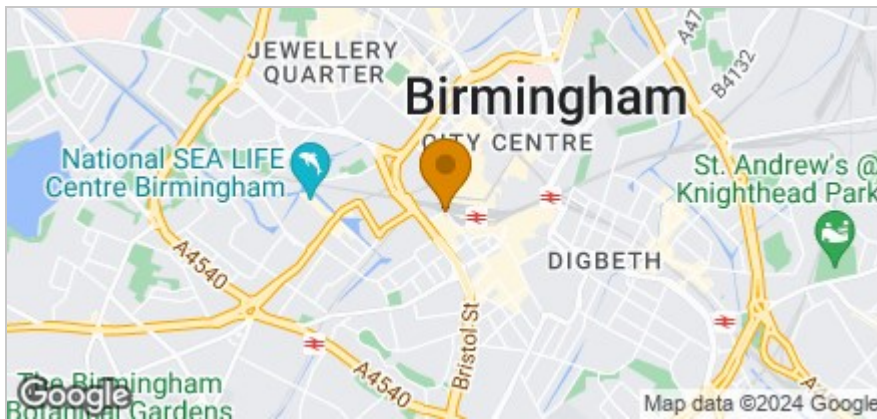 JEWELLERY
QUARTER
A47
B4132
Birmingham
CITY CENTRE
National SEA LIFE
Centre Birmingham
St. Andrew's @
Knighthead Park
A4540
DIGBETH
Bristol St
A4540
The Birmingham
Botanical Gardens
Google
Map data ©2024 Google